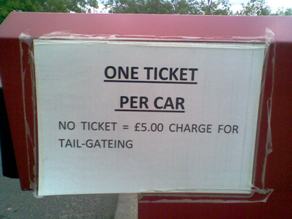 ONE TICKET
PER CAR
NO TICKET = £5.00 CHARGE FOR
TAIL-GATEING